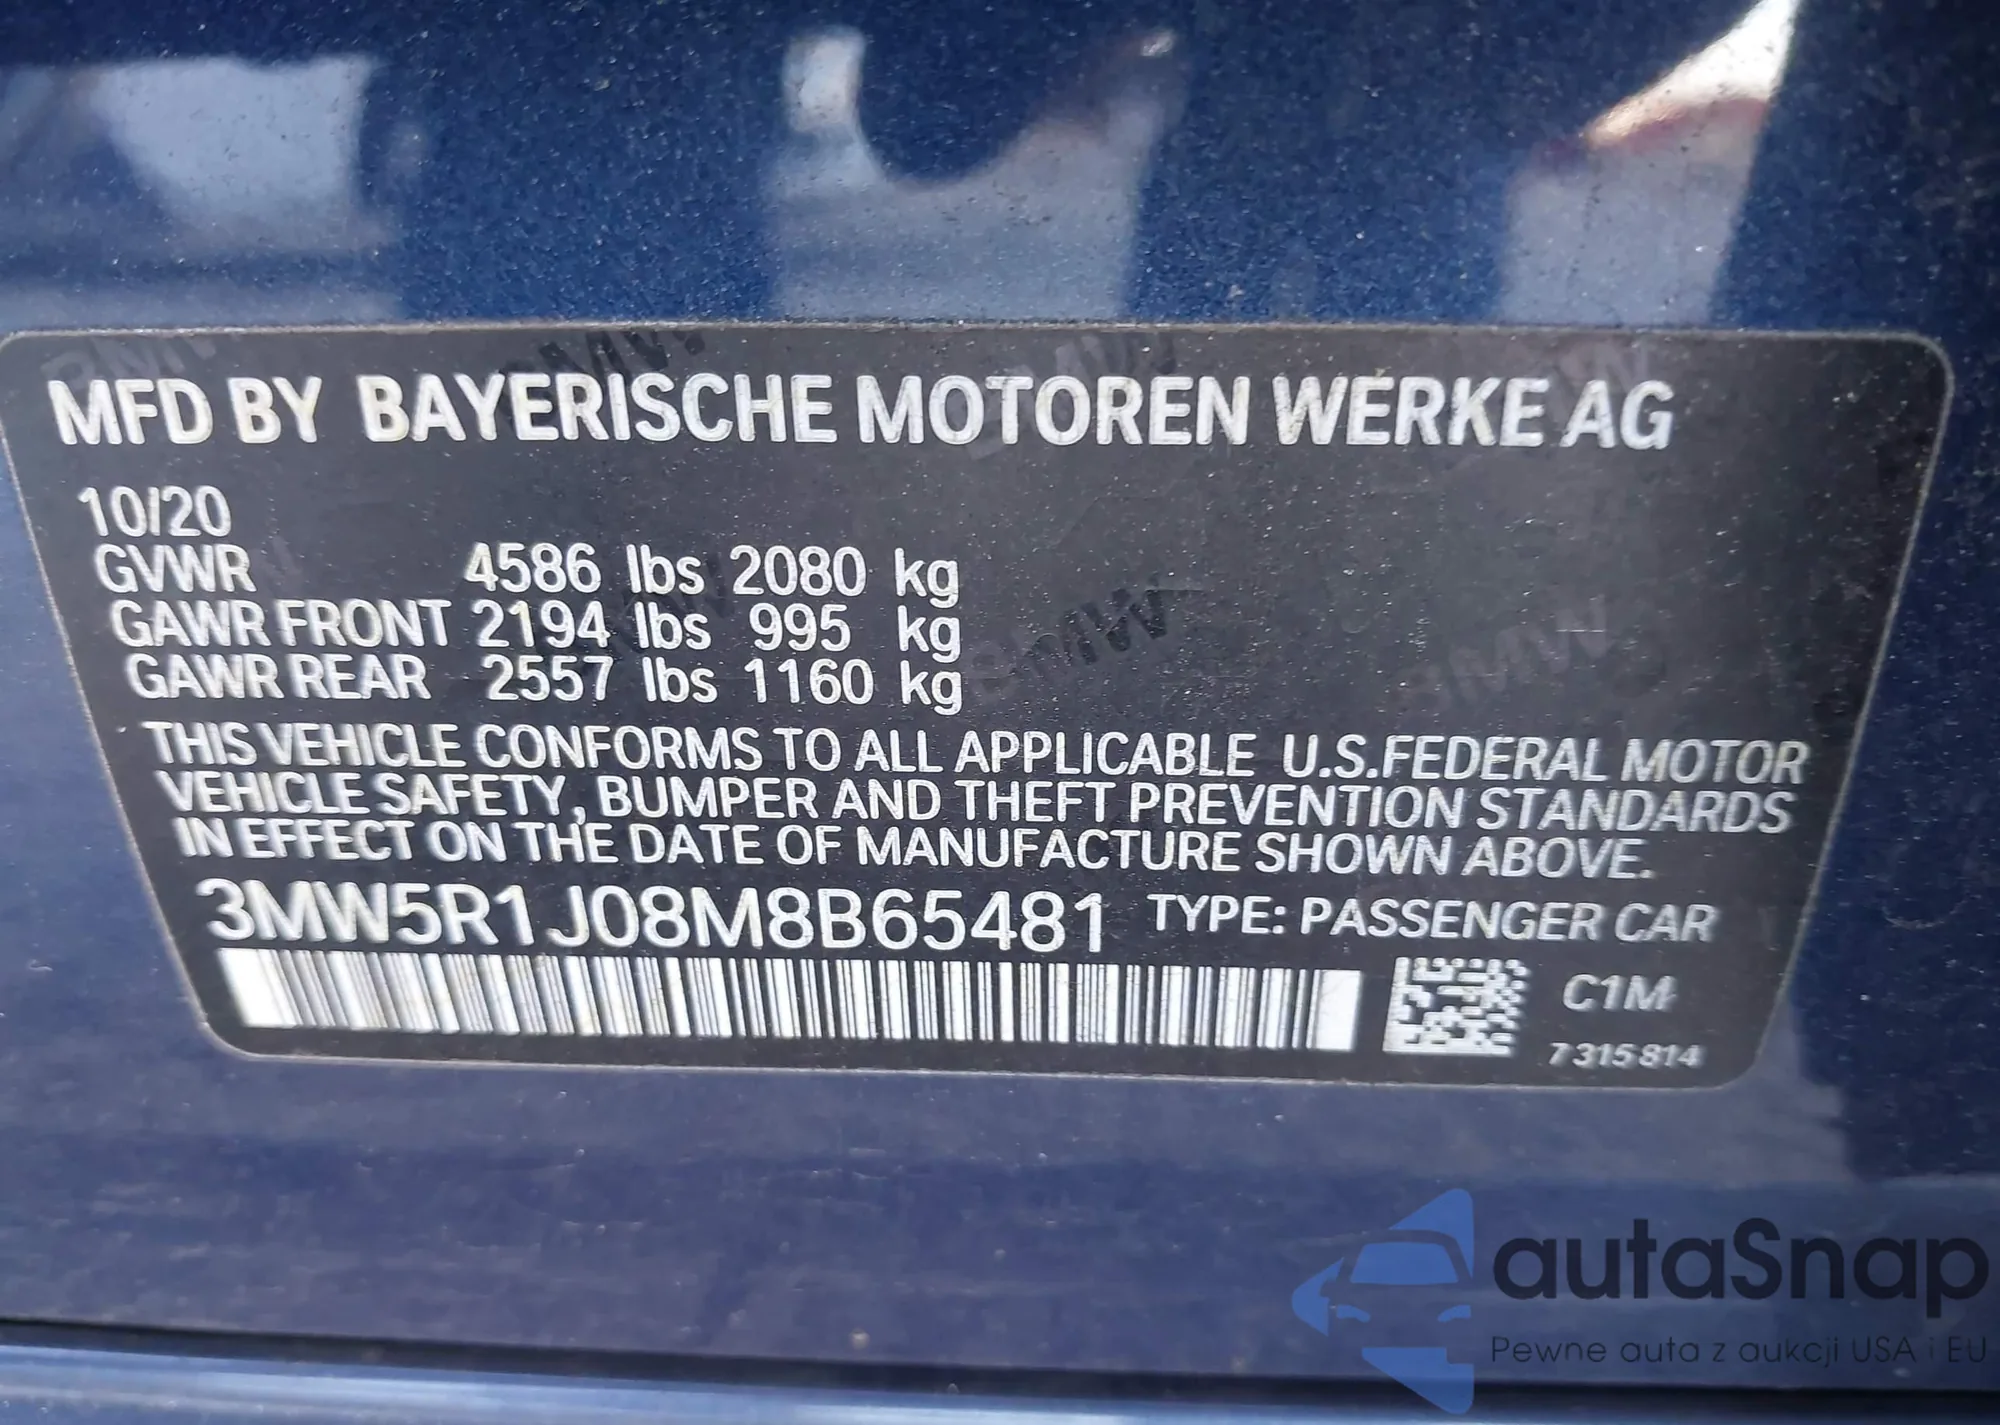 MFD BY BAYERISCHE MOTOREN WERKE AG
10/20
GVWR 4586 lbs 2080 kg
GAWR FRONT 2194 lbs 995 kg
GAWR REAR 2557 lbs 1160 kg
THIS VEHICLE CONFORMS TO ALL APPLICABLE U.S.FEDERAL MOTOR
VEHICLE SAFETY, BUMPER AND THEFT PREVENTION STANDARDS
IN EFFECT ON THE DATE OF MANUFACTURE SHOWN ABOVE.
3MW5R1J08M8B65481 TYPE: PASSENGER CAR
C1M
7 315 814
autaSnap
Pewne auta z aukcji USA i EU